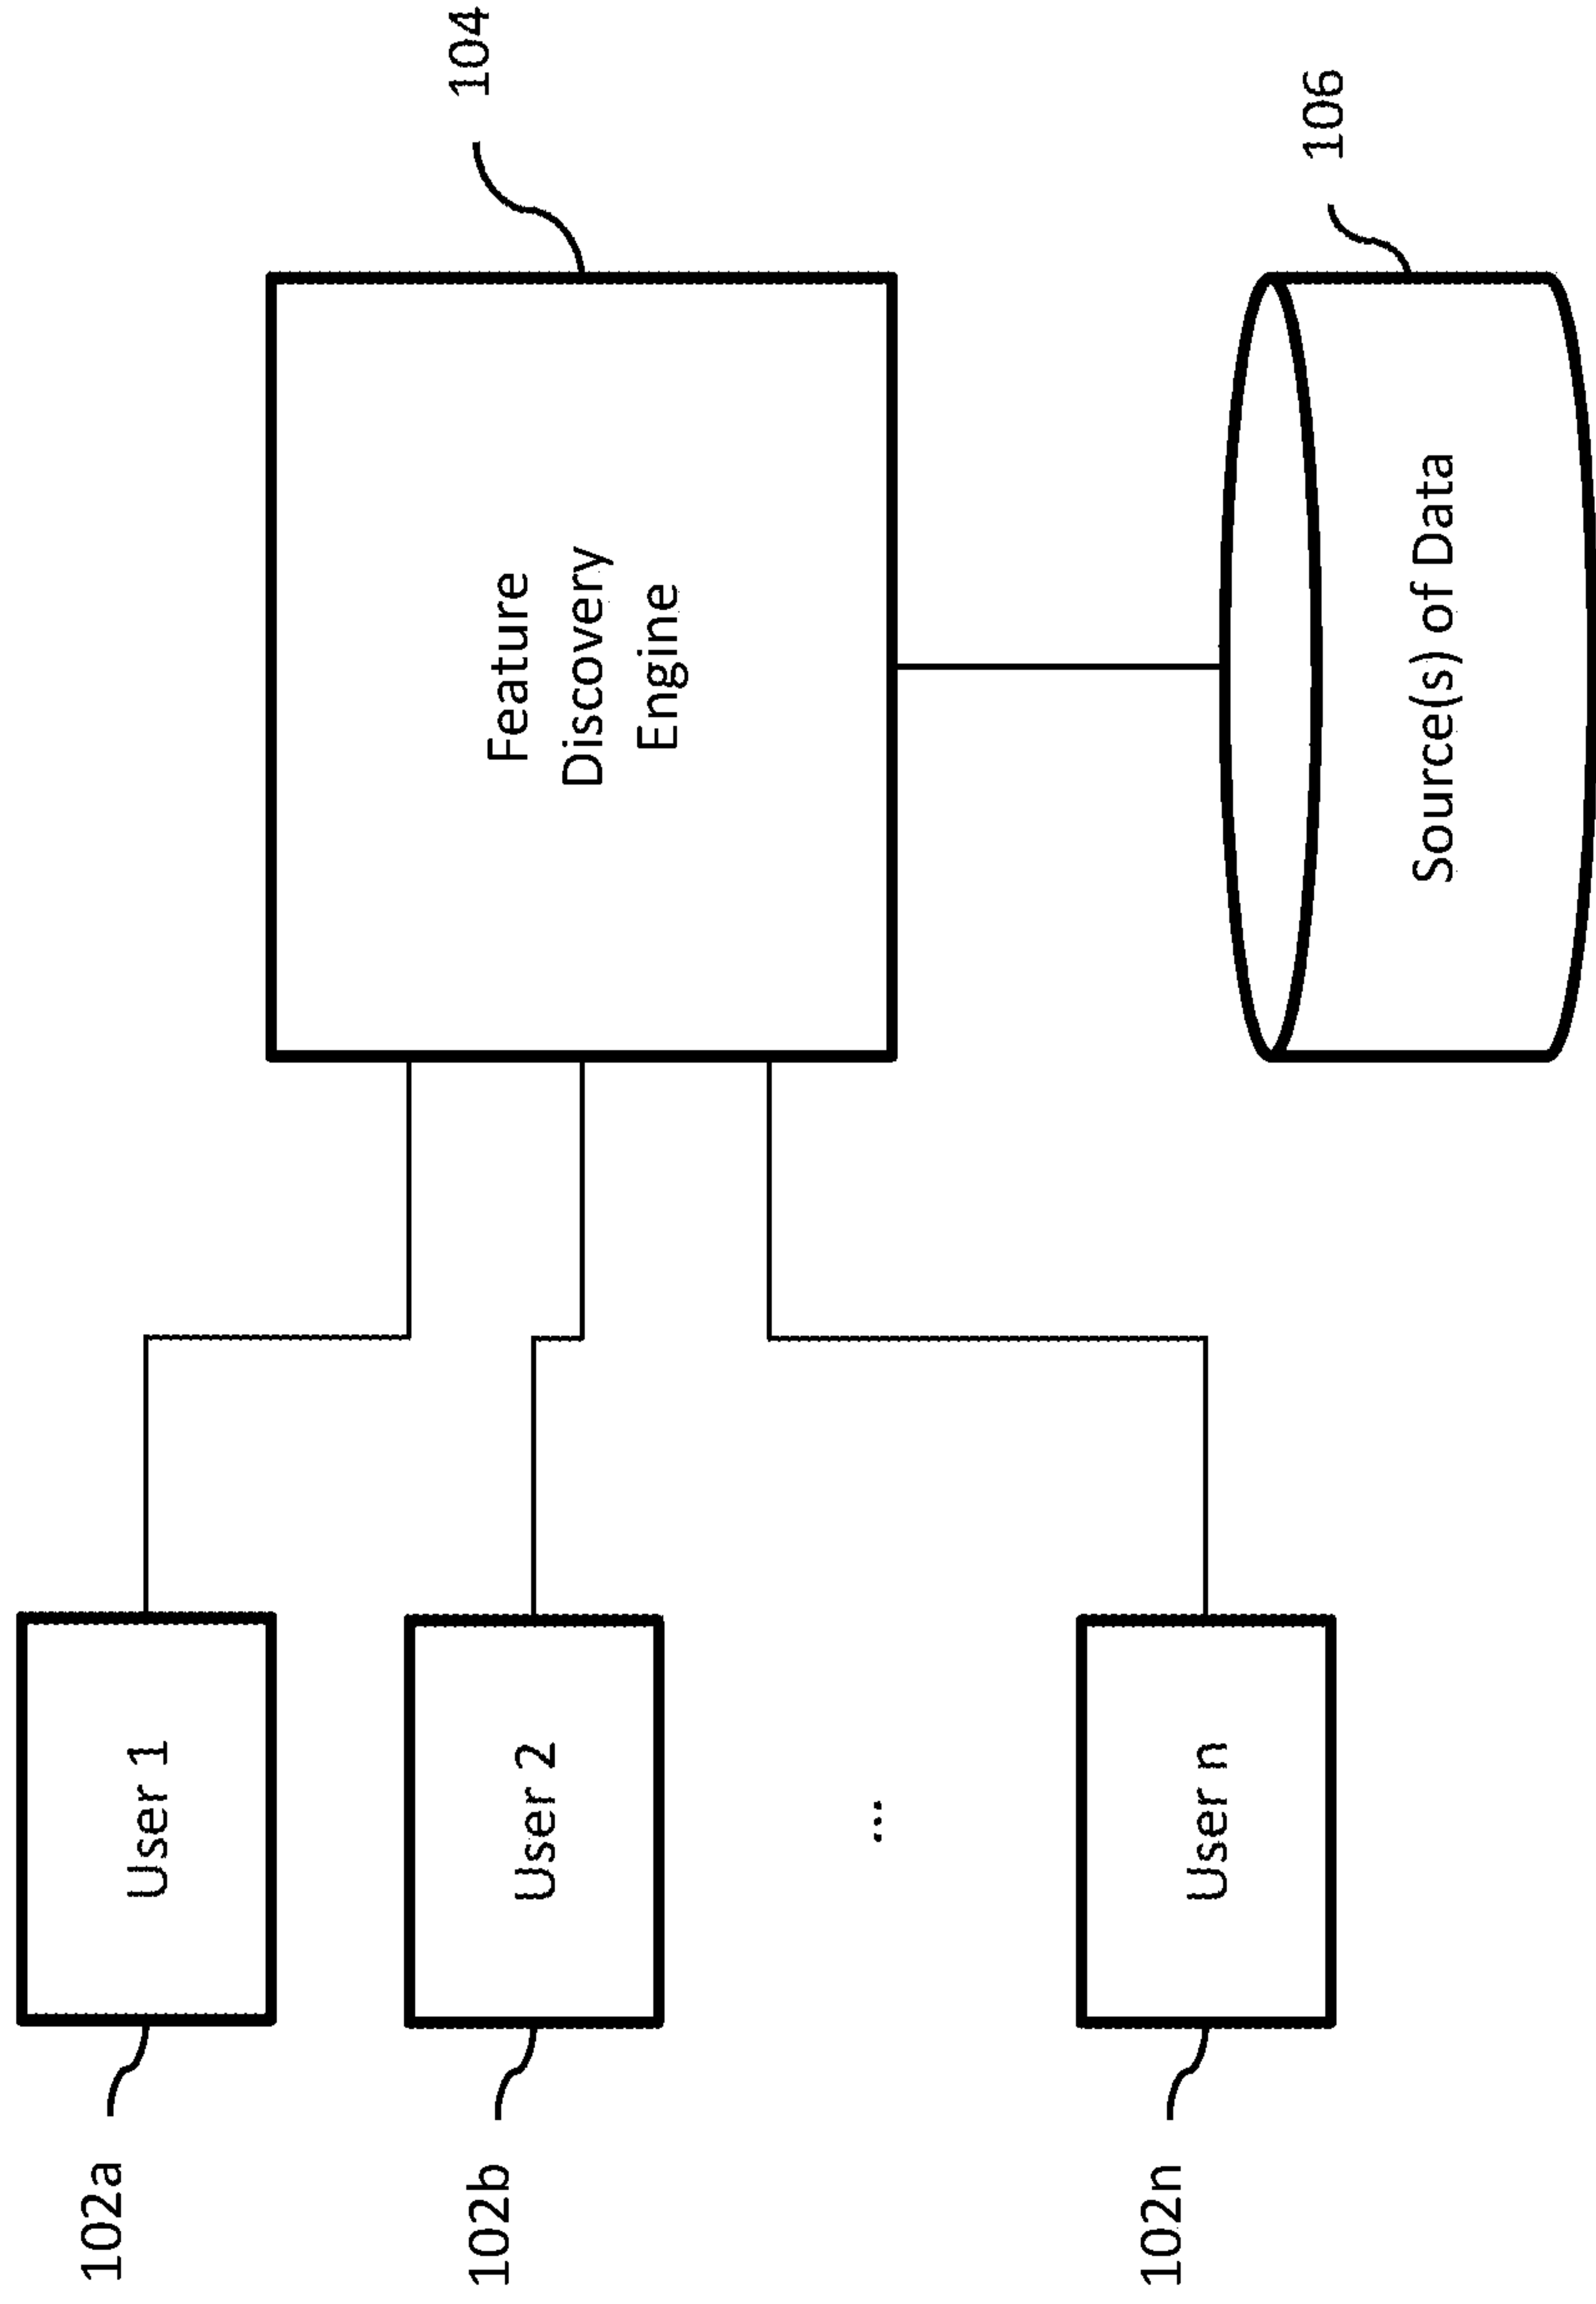 102a
User 1
102b
User 2
...
102n
User n
104
Feature
Discovery
Engine
106
Source(s) of Data